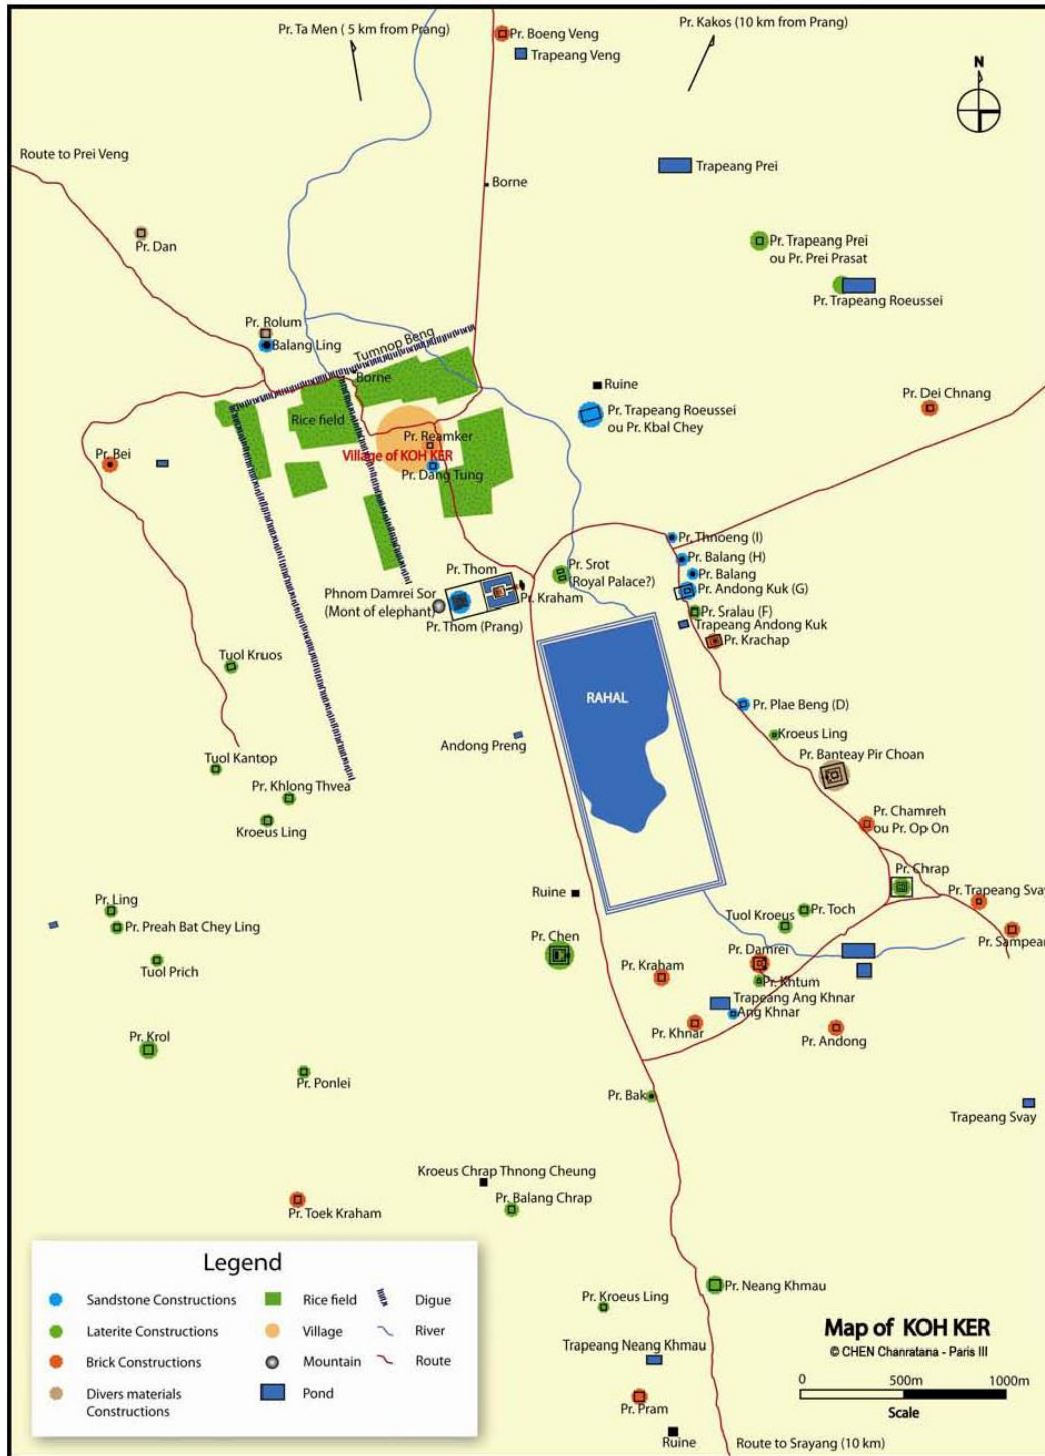 Pr. Ta Men ( 5 km from Prang)
Pr. Kakos (10 km from Prang)
Pr. Boeng Veng
Trapeang Veng
N
Route to Prei Veng
Trapeang Prei
Borne
Pr. Dan
Pr. Trapeang Prei
ou Pr. Prei Prasat
Pr. Trapeang Roeussei
Pr. Rolum
Balang Ling
Tumnop Beng
Borne
Ruine
Pr. Dei Chnang
Pr. Trapeang Roeussei
ou Pr. Kbal Chey
Rice field
Pr. Reamker
Village of KOH KER
Pr. Bei
Pr. Dang Tung
Pr. Thnoeng (I)
Pr. Balang (H)
Pr. Balang
Pr. Andong Kuk (G)
Pr. Srot
(Royal Palace?)
Pr. Thom
Pr. Kraham
Phnom Damrei Sor
(Mont of elephant)
Pr. Thom (Prang)
Pr. Sralau (F)
Trapeang Andong Kuk
Pr. Krachap
Tuol Kruos
RAHAL
Pr. Plae Beng (D)
Kroeus Ling
Andong Preng
Pr. Banteay Pir Choan
Tuol Kantop
Pr. Khlong Thvea
Kroeus Ling
Pr. Chamreh
ou Pr. Op On
Pr. Chrap
Ruine
Pr. Trapeang Svay
Pr. Ling
Pr. Preah Bat Chey Ling
Pr. Toch
Tuol Kroeus
Pr. Sampear
Pr. Chen
Pr. Damrei
Tuol Prich
Pr. Kraham
Pr. Khtum
Trapeang Ang Khnar
Ang Khnar
Pr. Khnar
Pr. Andong
Pr. Krol
Pr. Ponlei
Pr. Bak
Trapeang Svay
Kroeus Chrap Thnong Cheung
Pr. Balang Chrap
Pr. Toek Kraham
Pr. Neang Khmau
Pr. Kroeus Ling
Trapeang Neang Khmau
Pr. Pram
Ruine
Route to Srayang (10 km)
Legend
Sandstone Constructions
Rice field
Digue
Laterite Constructions
Village
River
Brick Constructions
Mountain
Route
Divers materials
Constructions
Pond
Map of KOH KER
© CHEN Chanratana - Paris III
0 500m 1000m
Scale